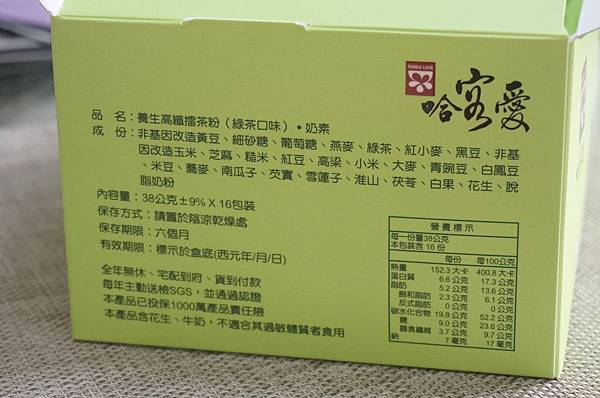 HAKKA LOVE
哈客愛
品　名：養生高纖擂茶粉（綠茶口味）•奶素
成　份：非基因改造黃豆、細砂糖、葡萄糖、燕麥、綠茶、紅小麥、黑豆、非基
因改造玉米、芝麻、糙米、紅豆、高梁、小米、大麥、青豌豆、白鳳豆
、米豆、蕎麥、南瓜子、芡實、雪蓮子、淮山、茯苓、白果、花生、脫
脂奶粉
內容量：38公克±9% X 16包裝
保存方式：請置於陰涼乾燥處
保存期限：六個月
有效期限：標示於盒底(西元年/月/日)
全年無休、宅配到府、貨到付款
每年主動送檢SGS，並通過認證
本產品已投保1000萬產品責任險
本產品含花生、牛奶，不適合其過敏體質者食用
營養標示
每一份量38公克
本包裝含 16 份
每份 每100公克
熱量 152.3 大卡 400.8 大卡
蛋白質 6.6 公克 17.3 公克
脂肪 5.2 公克 13.6 公克
飽和脂肪 2.3 公克 6.1 公克
反式脂肪 0 公克 0 公克
碳水化合物 19.8 公克 52.2 公克
糖 9.0 公克 23.6 公克
膳食纖維 3.7 公克 9.7 公克
鈉 7 毫克 17 毫克